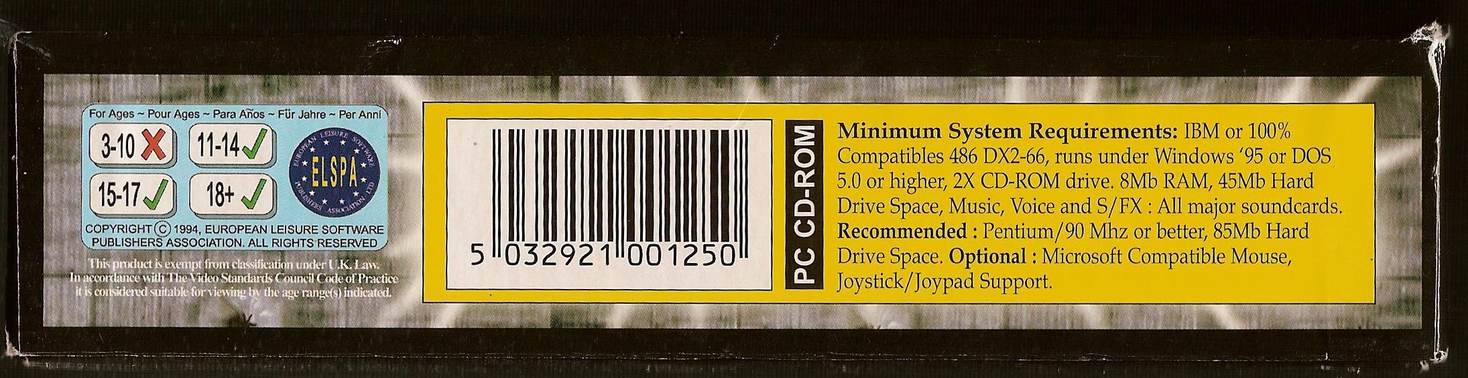 For Ages ~ Pour Ages ~ Para Años ~ Für Jahre ~ Per Anni
3-10 11-14
15-17 18+
EUROPEAN LEISURE SOFTWARE PUBLISHERS ASSOCIATION LTD
ELSPA
COPYRIGHT © 1994, EUROPEAN LEISURE SOFTWARE
PUBLISHERS ASSOCIATION. ALL RIGHTS RESERVED
This product is exempt from classification under U.K. Law.
In accordance with The Video Standards Council Code of Practice
it is considered suitable for viewing by the age range(s) indicated.
5 032921 001250
PC CD-ROM
Minimum System Requirements: IBM or 100%
Compatibles 486 DX2-66, runs under Windows '95 or DOS
5.0 or higher, 2X CD-ROM drive. 8Mb RAM, 45Mb Hard
Drive Space, Music, Voice and S/FX : All major soundcards.
Recommended : Pentium/90 Mhz or better, 85Mb Hard
Drive Space. Optional : Microsoft Compatible Mouse,
Joystick/Joypad Support.